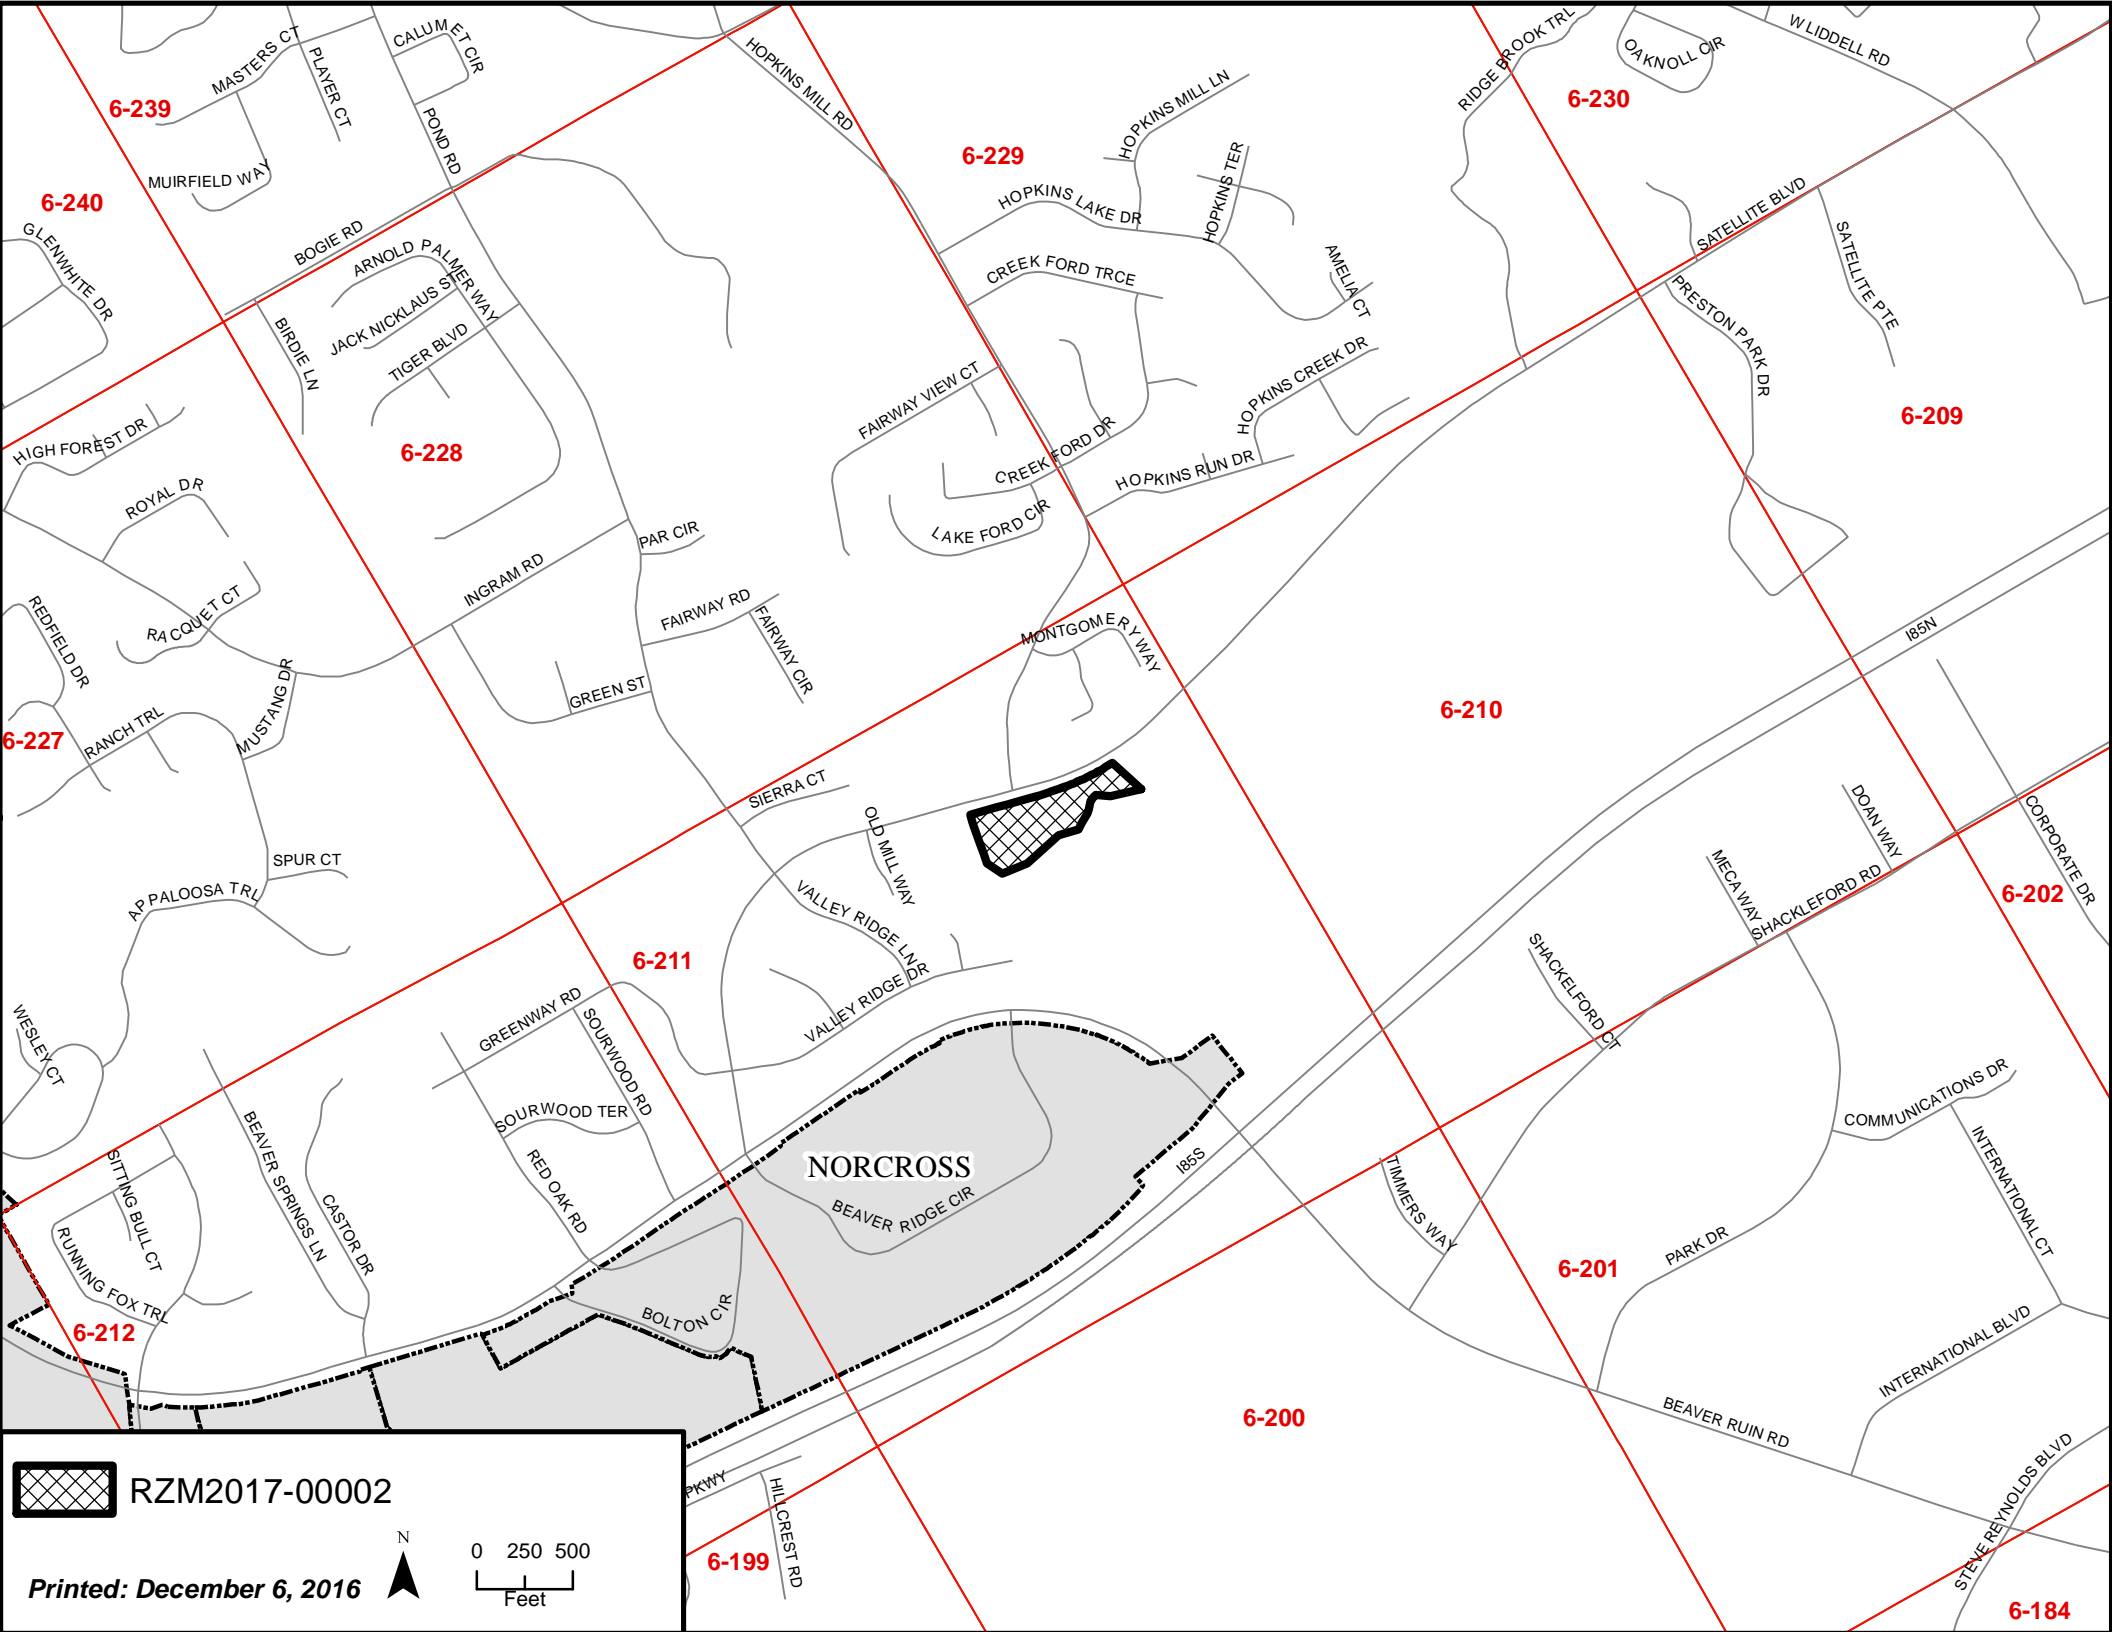 MASTERS CT
PLAYER CT
CALUMET CIR
POND RD
HOPKINS MILL RD
HOPKINS MILL LN
RIDGE BROOK TRL
OAKNOLL CIR
W LIDDELL RD
6-239
6-230
6-229
MUIRFIELD WAY
6-240
HOPKINS TER
HOPKINS LAKE DR
SATELLITE BLVD
GLENWHITE DR
BOGIE RD
ARNOLD PALMER WAY
JACK NICKLAUS ST
TIGER BLVD
BIRDIE LN
CREEK FORD TRCE
AMELIA CT
PRESTON PARK DR
SATELLITE PTE
FAIRWAY VIEW CT
HOPKINS CREEK DR
6-209
HIGH FOREST DR
6-228
CREEK FORD DR
HOPKINS RUN DR
ROYAL DR
LAKE FORD CIR
PAR CIR
INGRAM RD
RACQUET CT
REDFIELD DR
FAIRWAY RD
FAIRWAY CIR
MONTGOMERY WAY
I85N
MUSTANG DR
GREEN ST
6-210
6-227
RANCH TRL
SIERRA CT
OLD MILL WAY
DOAN WAY
CORPORATE DR
MECA WAY
SHACKLEFORD RD
6-202
SPUR CT
APPALOOSA TRL
VALLEY RIDGE LN
VALLEY RIDGE DR
6-211
SHACKELFORD CT
WESLEY CT
GREENWAY RD
SOURWOOD RD
SOURWOOD TER
RED OAK RD
BEAVER SPRINGS LN
CASTOR DR
SITTING BULL CT
RUNNING FOX TRL
NORCROSS
BEAVER RIDGE CIR
I85S
COMMUNICATIONS DR
INTERNATIONAL CT
TIMMERS WAY
PARK DR
6-201
BOLTON CIR
6-212
INTERNATIONAL BLVD
BEAVER RUIN RD
6-200
STEVE REYNOLDS BLVD
PKWY
HILLCREST RD
6-199
6-184
RZM2017-00002
N
0 250 500
Feet
Printed: December 6, 2016